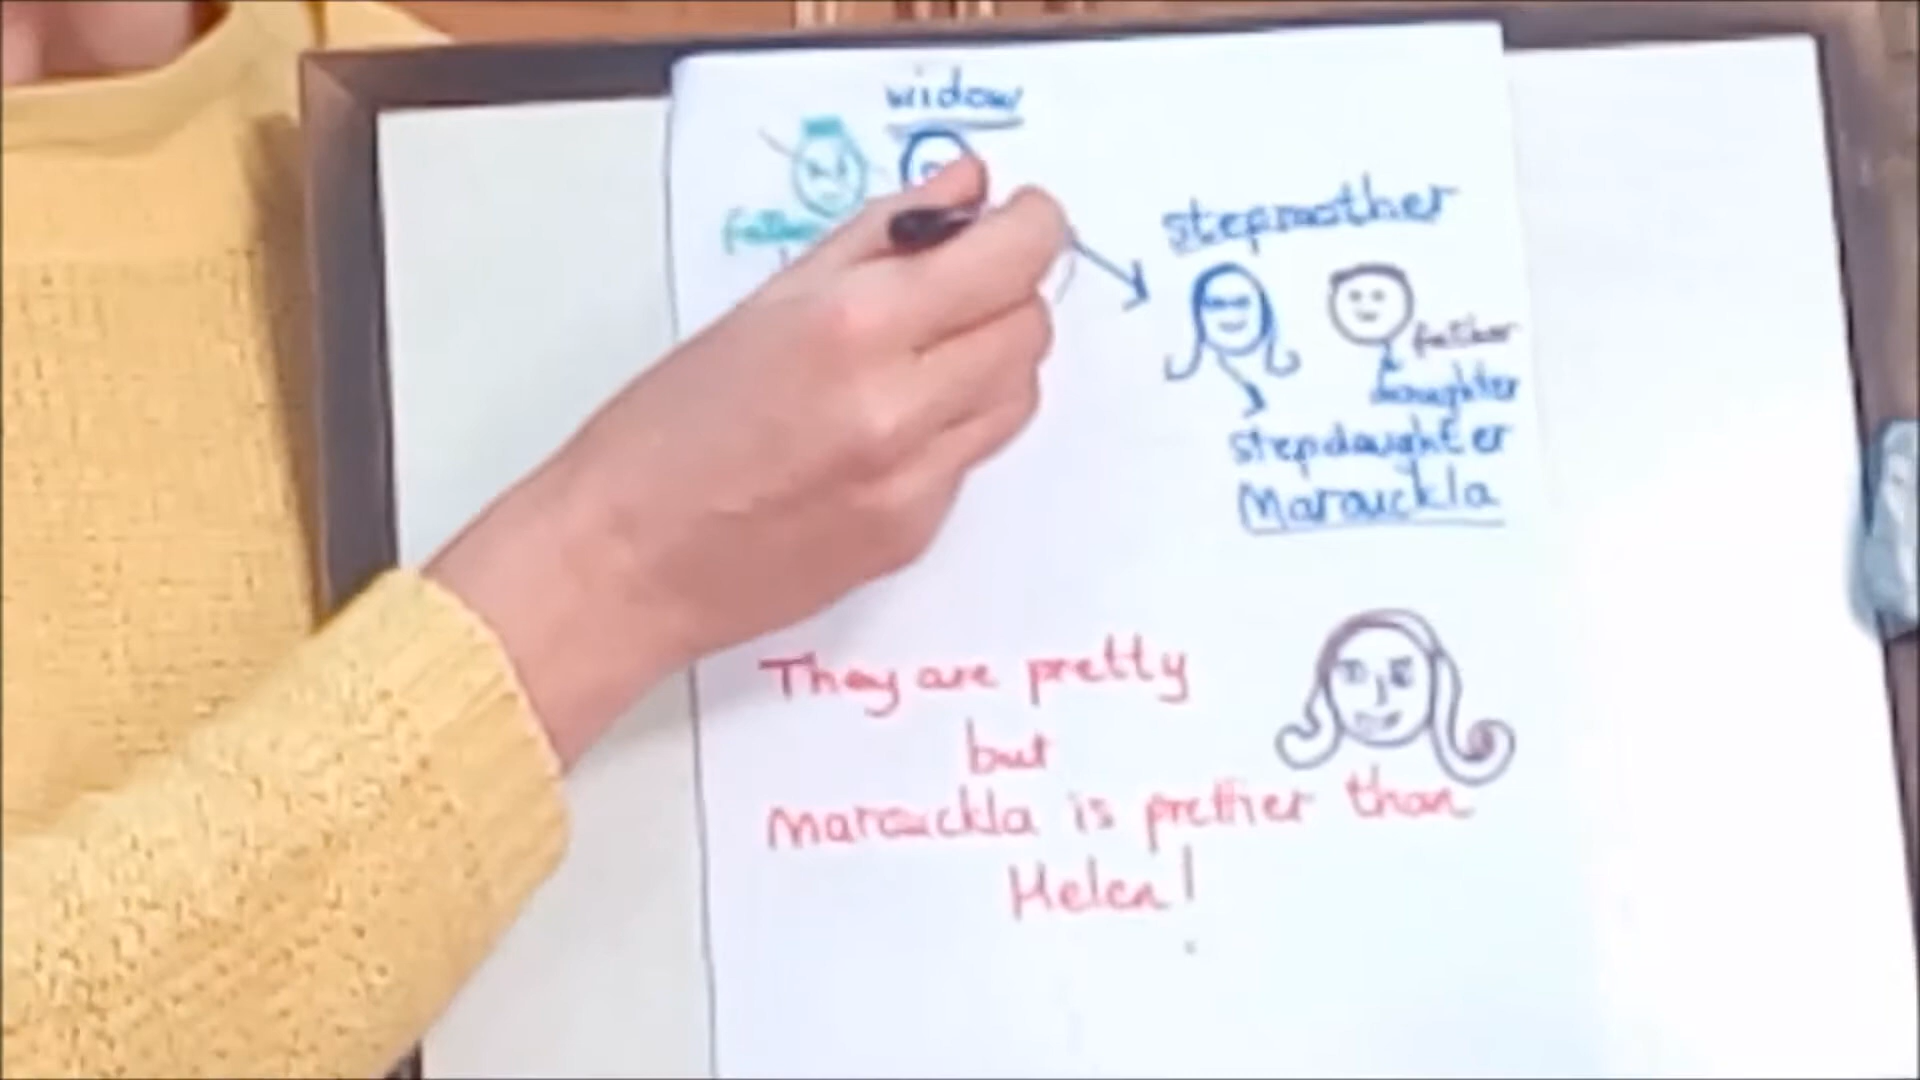 widow
stepmother
father
daughter
stepdaughter
Marouckla
They are pretty
but
marouckla is prettier than
Helen!